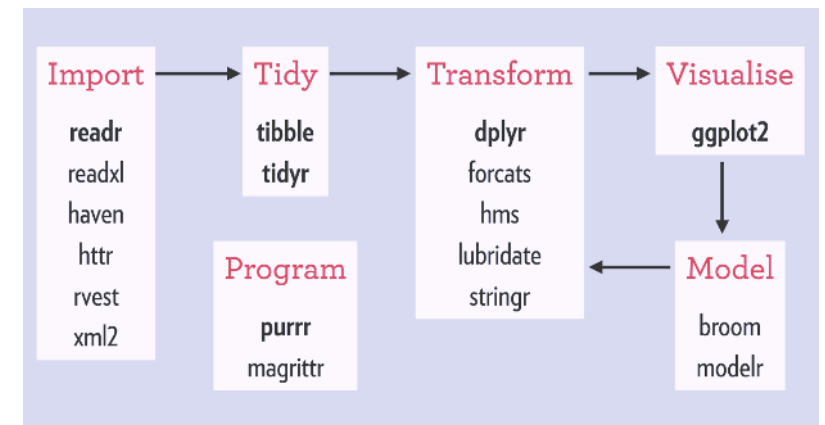 Import
readr
readxl
haven
httr
rvest
xml2
Tidy
tibble
tidyr
Program
purrr
magrittr
Transform
dplyr
forcats
hms
lubridate
stringr
Visualise
ggplot2
Model
broom
modelr